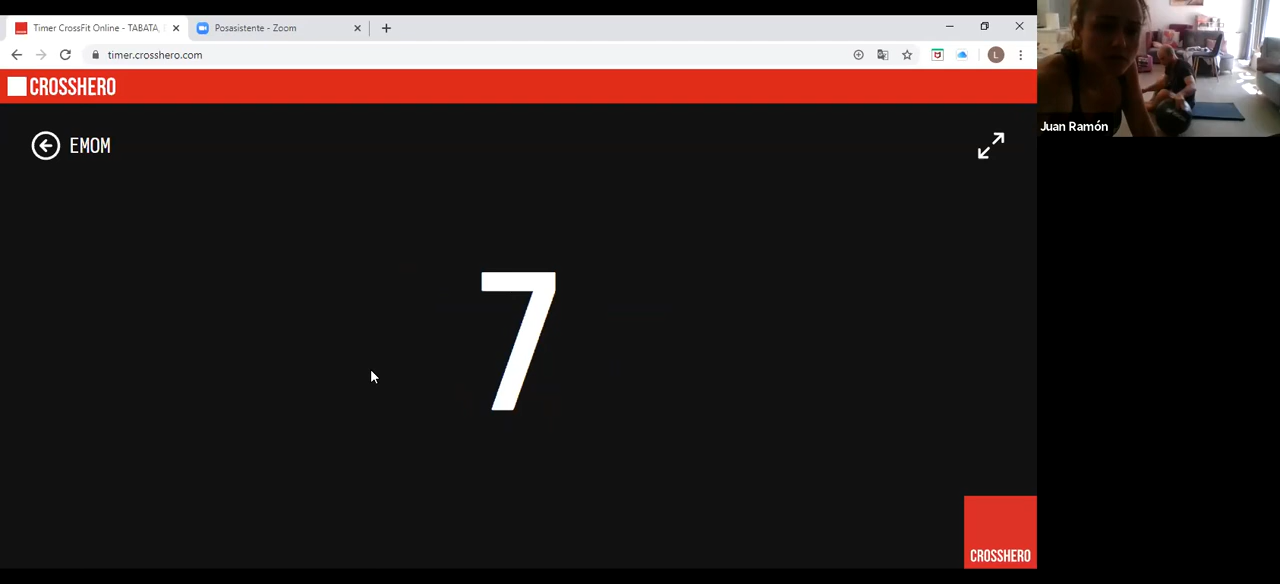 Timer CrossFit Online - TABATA,
Posasistente - Zoom
timer.crosshero.com
L
CROSSHERO
EMOM
Juan Ramón
7
CROSSHERO